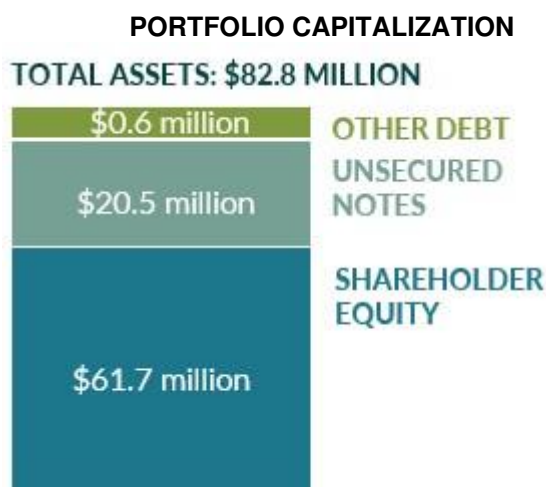 PORTFOLIO CAPITALIZATION
TOTAL ASSETS: $82.8 MILLION
$0.6 million
OTHER DEBT
$20.5 million
UNSECURED
NOTES
$61.7 million
SHAREHOLDER
EQUITY